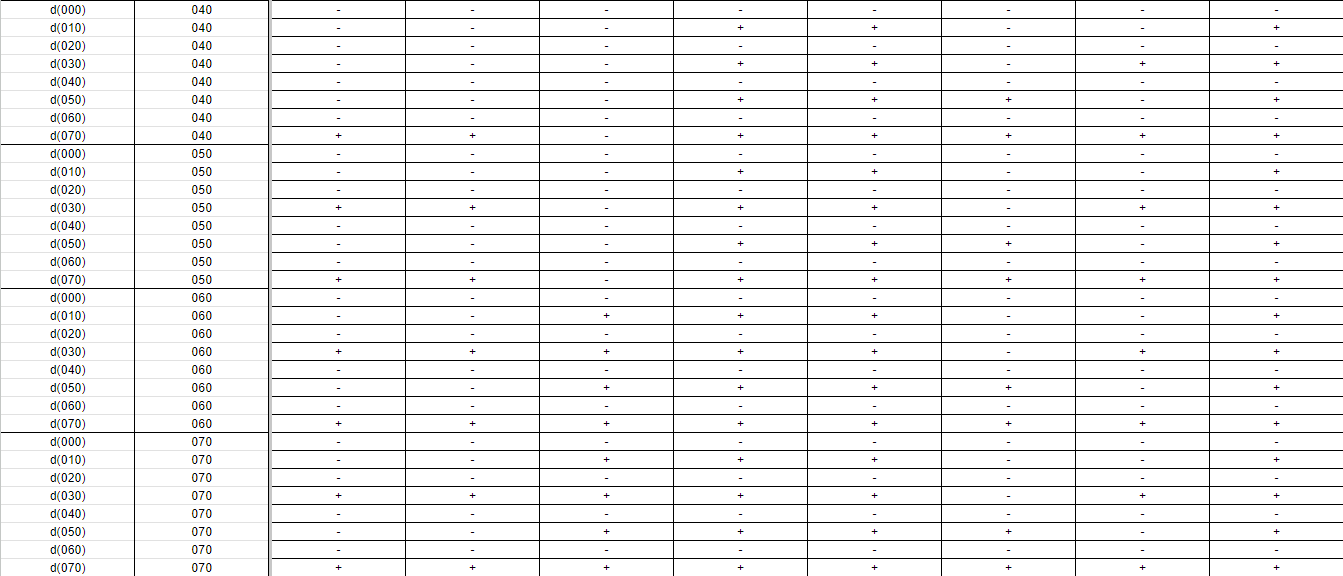 d(000) 040 - - - - - - - -
d(010) 040 - - - + + - - +
d(020) 040 - - - - - - - -
d(030) 040 - - - + + - + +
d(040) 040 - - - - - - - -
d(050) 040 - - - + + + - +
d(060) 040 - - - - - - - -
d(070) 040 + + - + + + + +
d(000) 050 - - - - - - - -
d(010) 050 - - - + + - - +
d(020) 050 - - - - - - - -
d(030) 050 + + - + + - + +
d(040) 050 - - - - - - - -
d(050) 050 - - - + + + - +
d(060) 050 - - - - - - - -
d(070) 050 + + - + + + + +
d(000) 060 - - - - - - - -
d(010) 060 - - + + + - - +
d(020) 060 - - - - - - - -
d(030) 060 + + + + + - + +
d(040) 060 - - - - - - - -
d(050) 060 - - + + + + - +
d(060) 060 - - - - - - - -
d(070) 060 + + + + + + + +
d(000) 070 - - - - - - - -
d(010) 070 - - + + + - - +
d(020) 070 - - - - - - - -
d(030) 070 + + + + + - + +
d(040) 070 - - - - - - - -
d(050) 070 - - + + + + - +
d(060) 070 - - - - - - - -
d(070) 070 + + + + + + + +